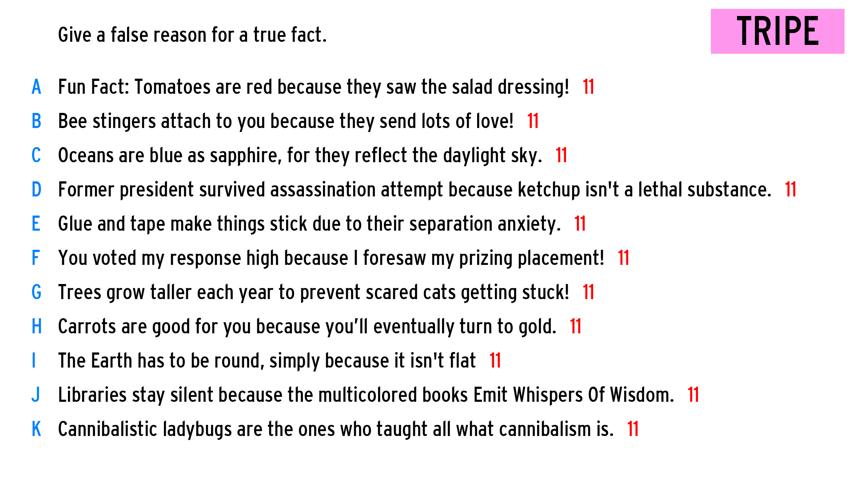 Give a false reason for a true fact.
TRIPE
A Fun Fact: Tomatoes are red because they saw the salad dressing! 11
B Bee stingers attach to you because they send lots of love! 11
C Oceans are blue as sapphire, for they reflect the daylight sky. 11
D Former president survived assassination attempt because ketchup isn't a lethal substance. 11
E Glue and tape make things stick due to their separation anxiety. 11
F You voted my response high because I foresaw my prizing placement! 11
G Trees grow taller each year to prevent scared cats getting stuck! 11
H Carrots are good for you because you’ll eventually turn to gold. 11
I The Earth has to be round, simply because it isn't flat 11
J Libraries stay silent because the multicolored books Emit Whispers Of Wisdom. 11
K Cannibalistic ladybugs are the ones who taught all what cannibalism is. 11